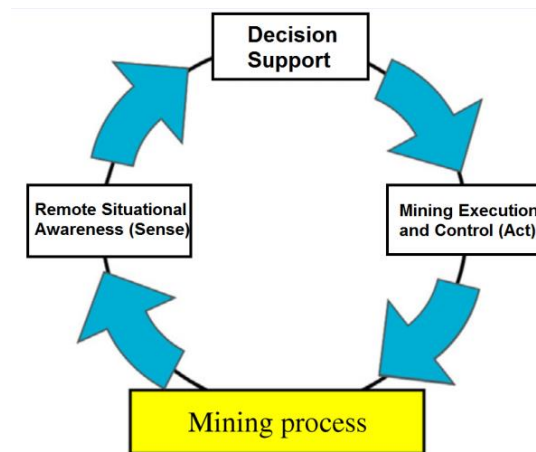 Decision
Support
Remote Situational
Awareness (Sense)
Mining Execution
and Control (Act)
Mining process